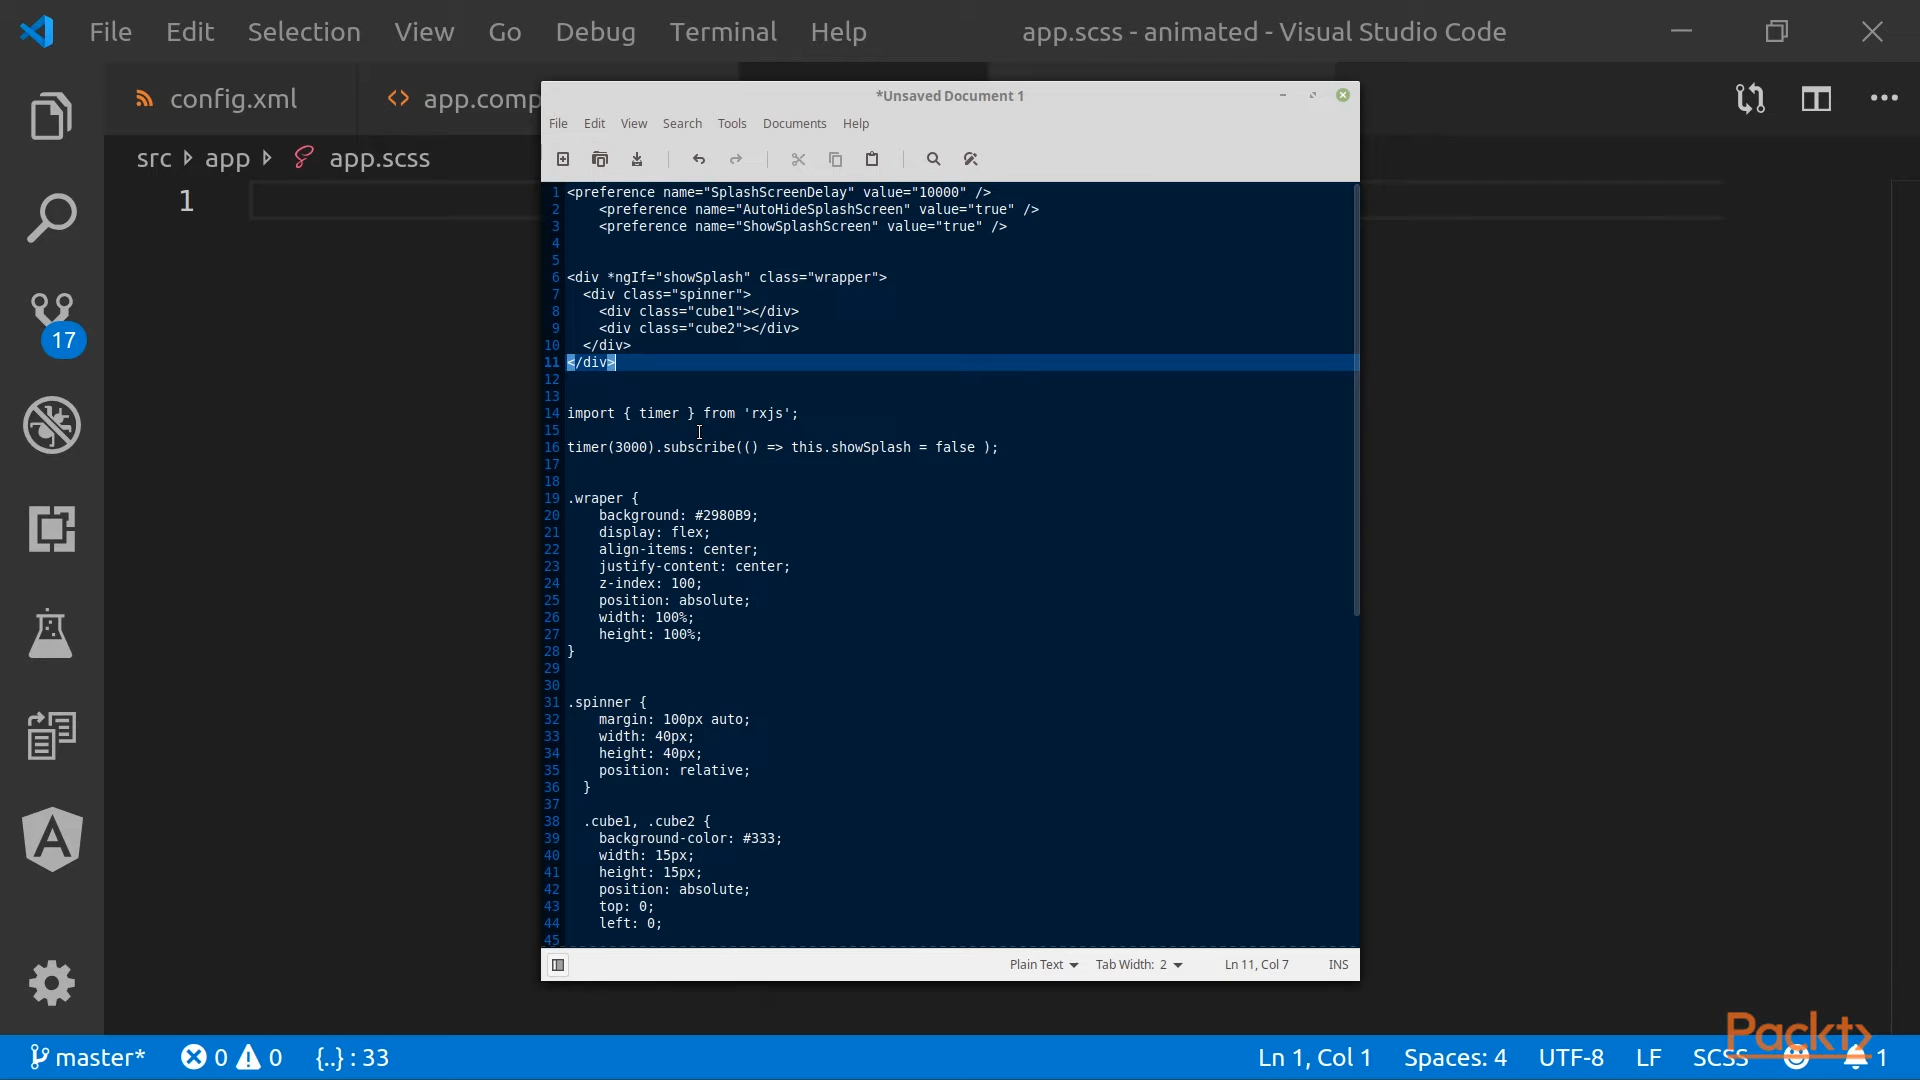 File Edit Selection View Go Debug Terminal Help app.scss - animated - Visual Studio Code
config.xml app.comp
src app app.scss
1
17
*Unsaved Document 1
File Edit View Search Tools Documents Help
1 <preference name="SplashScreenDelay" value="10000" />
2 <preference name="AutoHideSplashScreen" value="true" />
3 <preference name="ShowSplashScreen" value="true" />
4
5
6 <div *ngIf="showSplash" class="wrapper">
7 <div class="spinner">
8 <div class="cube1"></div>
9 <div class="cube2"></div>
10 </div>
11 </div>
12
13
14 import { timer } from 'rxjs';
15
16 timer(3000).subscribe(() => this.showSplash = false );
17
18
19 .wraper {
20 background: #2980B9;
21 display: flex;
22 align-items: center;
23 justify-content: center;
24 z-index: 100;
25 position: absolute;
26 width: 100%;
27 height: 100%;
28 }
29
30
31 .spinner {
32 margin: 100px auto;
33 width: 40px;
34 height: 40px;
35 position: relative;
36 }
37
38 .cube1, .cube2 {
39 background-color: #333;
40 width: 15px;
41 height: 15px;
42 position: absolute;
43 top: 0;
44 left: 0;
45
Plain Text Tab Width: 2 Ln 11, Col 7 INS
Packt>
master* 0 0 {..} : 33 Ln 1, Col 1 Spaces: 4 UTF-8 LF SCSS 1